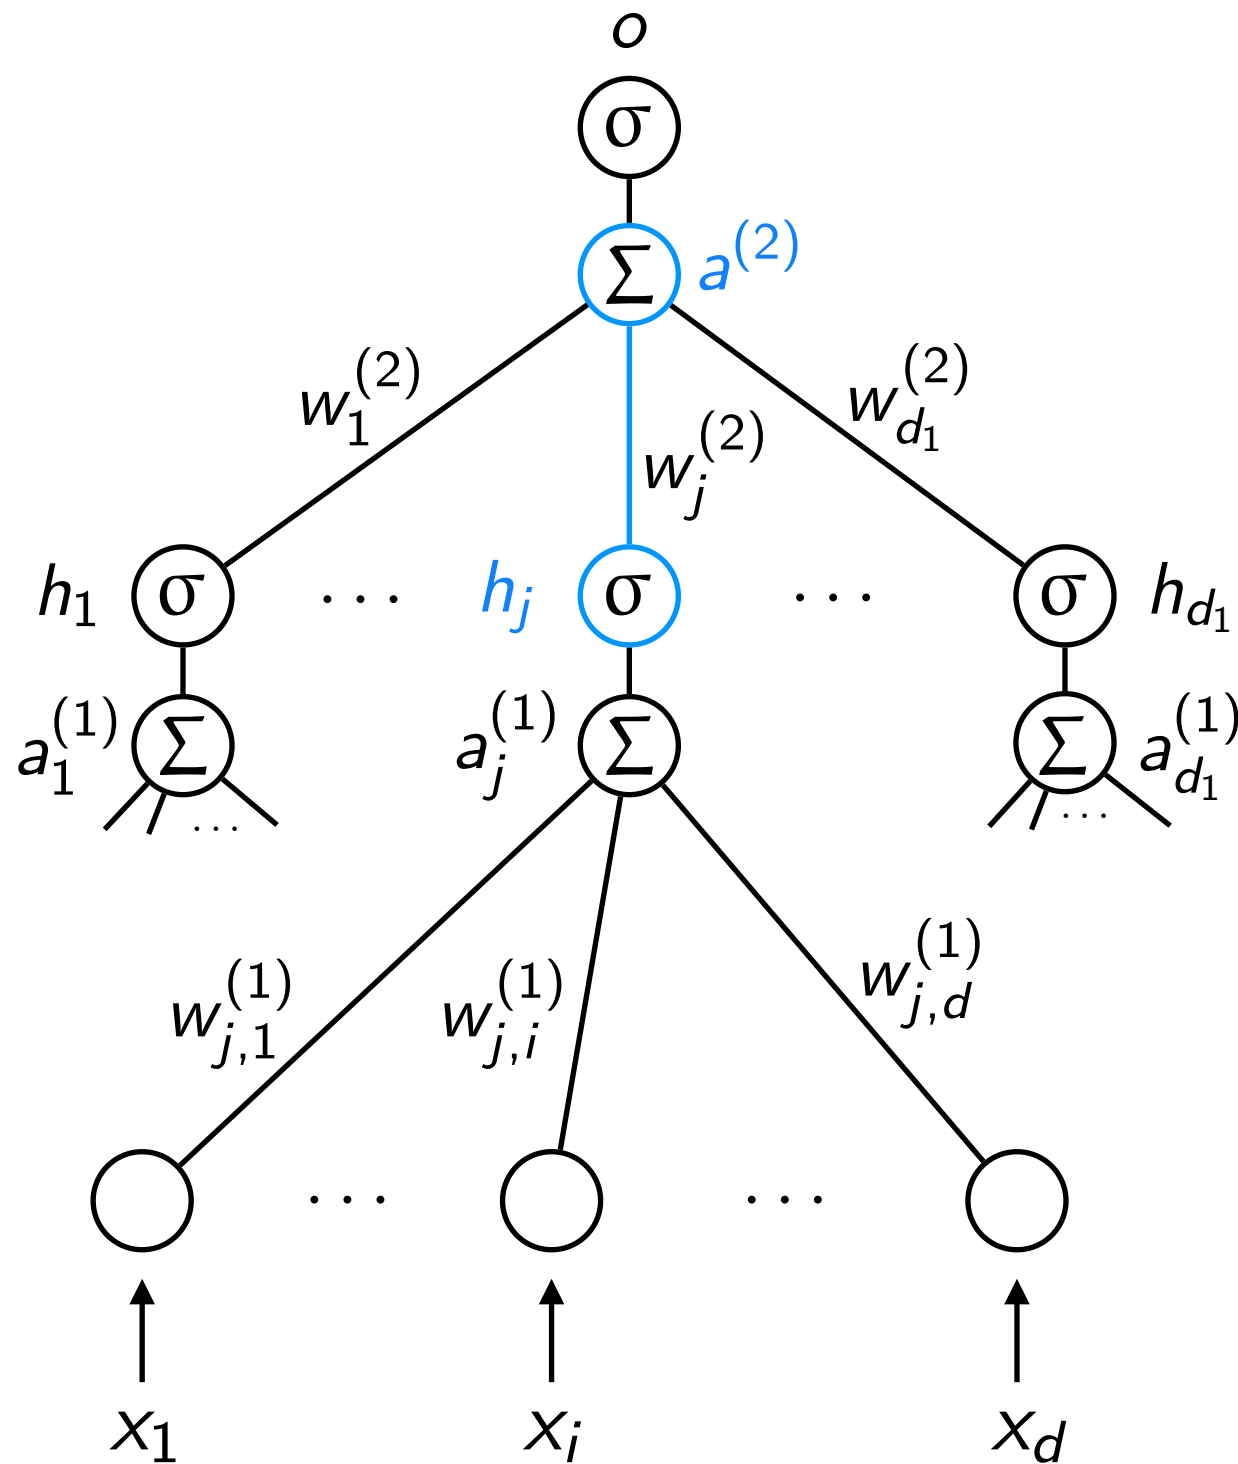 o
σ
Σ a^(2)
w_1^(2) w_j^(2) w_{d_1}^(2)
h_1 σ ... h_j σ ... σ h_{d_1}
a_1^(1) Σ ... a_j^(1) Σ Σ ... a_{d_1}^(1)
w_{j,1}^(1) w_{j,i}^(1) w_{j,d}^(1)
... ...
x_1 x_i x_d